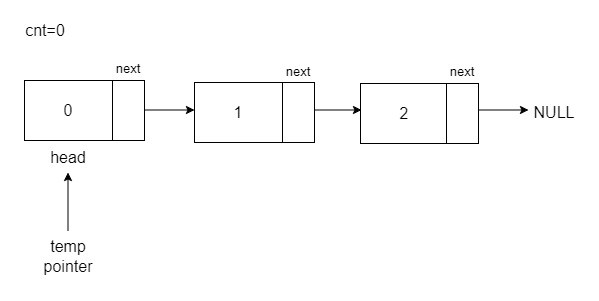 cnt=0
next
next
next
0
1
2
NULL
head
temp
pointer